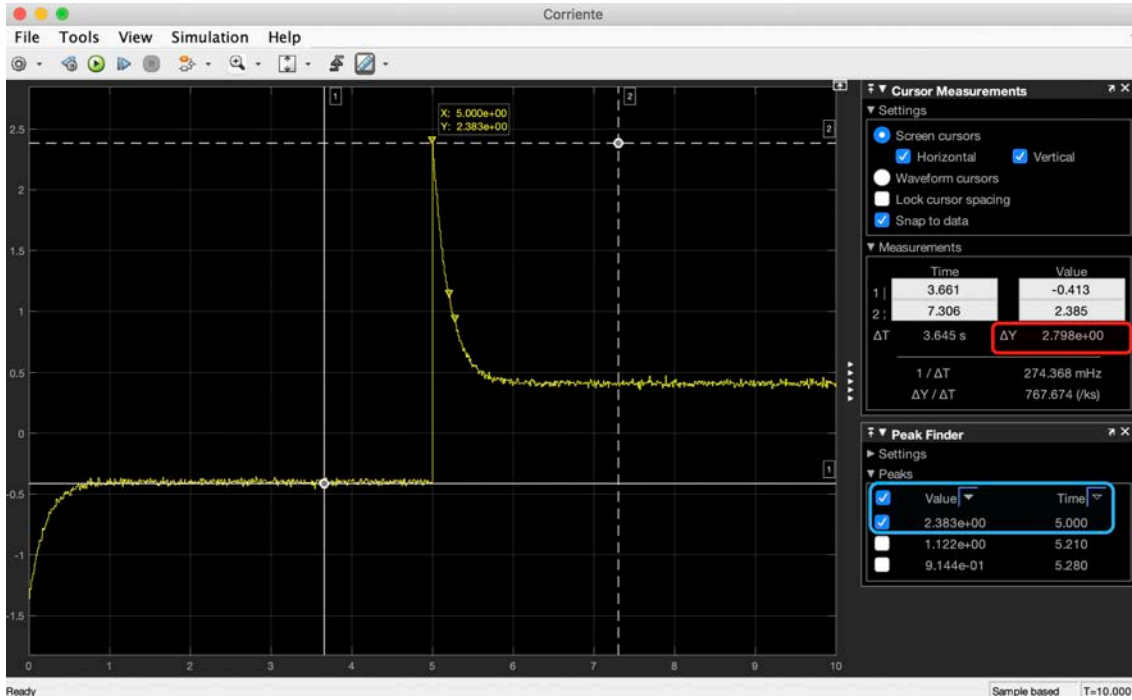 Corriente
File Tools View Simulation Help
1
2
X: 5.000e+00
Y: 2.383e+00
2
1
2.5
2
1.5
1
0.5
0
-0.5
-1
-1.5
0 1 2 3 4 5 6 7 8 9 10
Cursor Measurements
Settings
Screen cursors
Horizontal Vertical
Waveform cursors
Lock cursor spacing
Snap to data
Measurements
Time Value
1 | 3.661 -0.413
2 ¦ 7.306 2.385
ΔT 3.645 s ΔY 2.798e+00
1 / ΔT 274.368 mHz
ΔY / ΔT 767.674 (/ks)
Peak Finder
Settings
Peaks
Value Time
2.383e+00 5.000
1.122e+00 5.210
9.144e-01 5.280
Ready
Sample based T=10.000